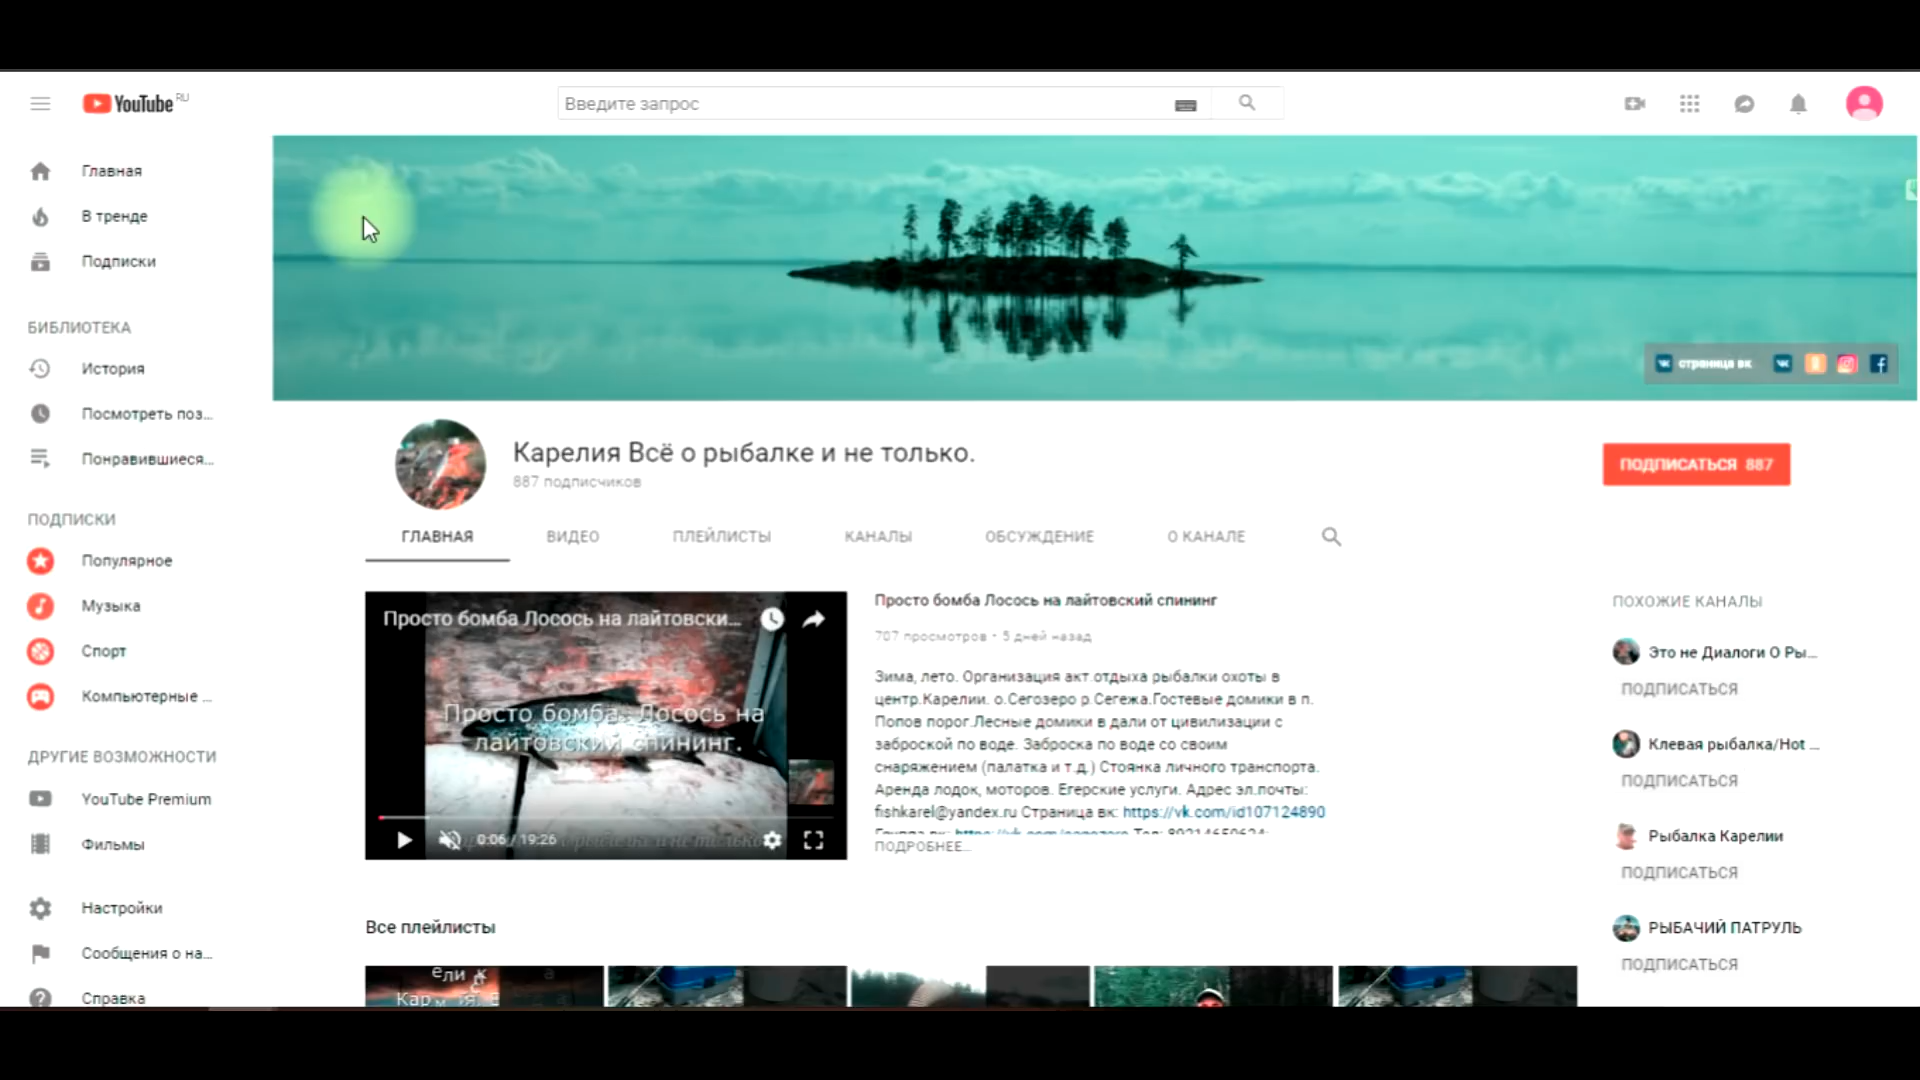 YouTube RU
Введите запрос
Главная
В тренде
Подписки
БИБЛИОТЕКА
История
Посмотреть поз...
Понравившиеся...
ПОДПИСКИ
Популярное
Музыка
Спорт
Компьютерные ...
ДРУГИЕ ВОЗМОЖНОСТИ
YouTube Premium
Фильмы
Настройки
Сообщения о на...
Справка
страница вк
Карелия Всё о рыбалке и не только.
887 подписчиков
ПОДПИСАТЬСЯ 887
ГЛАВНАЯ ВИДЕО ПЛЕЙЛИСТЫ КАНАЛЫ ОБСУЖДЕНИЕ О КАНАЛЕ
Просто бомба Лосось на лайтовски...
Просто бомба. Лосось на
лайтовский спининг.
0:06 / 19:26
Просто бомба Лосось на лайтовский спининг
707 просмотров • 5 дней назад
Зима, лето. Организация акт.отдыха рыбалки охоты в
центр.Карелии. о.Сегозеро р.Сегежа.Гостевые домики в п.
Попов порог.Лесные домики в дали от цивилизации с
заброской по воде. Заброска по воде со своим
снаряжением (палатка и т.д.) Стоянка личного транспорта.
Аренда лодок, моторов. Егерские услуги. Адрес эл.почты:
fishkarel@yandex.ru Страница вк: https://vk.com/id107124890
ПОДРОБНЕЕ...
Все плейлисты
ПОХОЖИЕ КАНАЛЫ
Это не Диалоги О Ры...
ПОДПИСАТЬСЯ
Клевая рыбалка/Hot ...
ПОДПИСАТЬСЯ
Рыбалка Карелии
ПОДПИСАТЬСЯ
РЫБАЧИЙ ПАТРУЛЬ
ПОДПИСАТЬСЯ